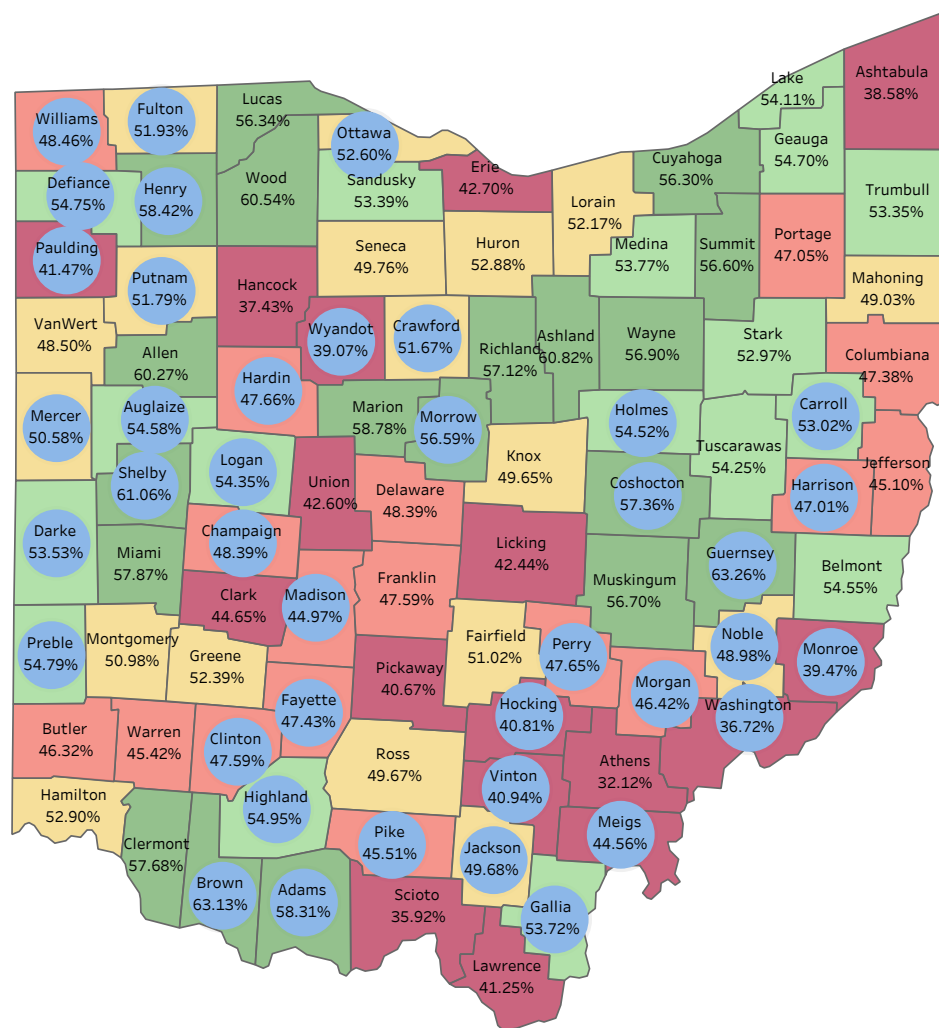 Lake
54.11%
Ashtabula
38.58%
Lucas
56.34%
Williams
48.46%
Fulton
51.93%
Ottawa
52.60%
Geauga
54.70%
Cuyahoga
56.30%
Erie
42.70%
Defiance
54.75%
Henry
58.42%
Wood
60.54%
Sandusky
53.39%
Lorain
52.17%
Trumbull
53.35%
Paulding
41.47%
Seneca
49.76%
Huron
52.88%
Medina
53.77%
Summit
56.60%
Portage
47.05%
Putnam
51.79%
Hancock
37.43%
Mahoning
49.03%
VanWert
48.50%
Wyandot
39.07%
Crawford
51.67%
Richland
57.12%
Ashland
60.82%
Wayne
56.90%
Stark
52.97%
Allen
60.27%
Columbiana
47.38%
Hardin
47.66%
Mercer
50.58%
Auglaize
54.58%
Marion
58.78%
Morrow
56.59%
Holmes
54.52%
Carroll
53.02%
Tuscarawas
54.25%
Shelby
61.06%
Logan
54.35%
Knox
49.65%
Jefferson
45.10%
Union
42.60%
Delaware
48.39%
Coshocton
57.36%
Harrison
47.01%
Darke
53.53%
Miami
57.87%
Champaign
48.39%
Licking
42.44%
Guernsey
63.26%
Belmont
54.55%
Clark
44.65%
Madison
44.97%
Franklin
47.59%
Muskingum
56.70%
Preble
54.79%
Montgomery
50.98%
Greene
52.39%
Pickaway
40.67%
Fairfield
51.02%
Perry
47.65%
Noble
48.98%
Monroe
39.47%
Morgan
46.42%
Fayette
47.43%
Hocking
40.81%
Washington
36.72%
Butler
46.32%
Warren
45.42%
Clinton
47.59%
Ross
49.67%
Athens
32.12%
Vinton
40.94%
Hamilton
52.90%
Highland
54.95%
Pike
45.51%
Meigs
44.56%
Clermont
57.68%
Jackson
49.68%
Brown
63.13%
Adams
58.31%
Scioto
35.92%
Gallia
53.72%
Lawrence
41.25%